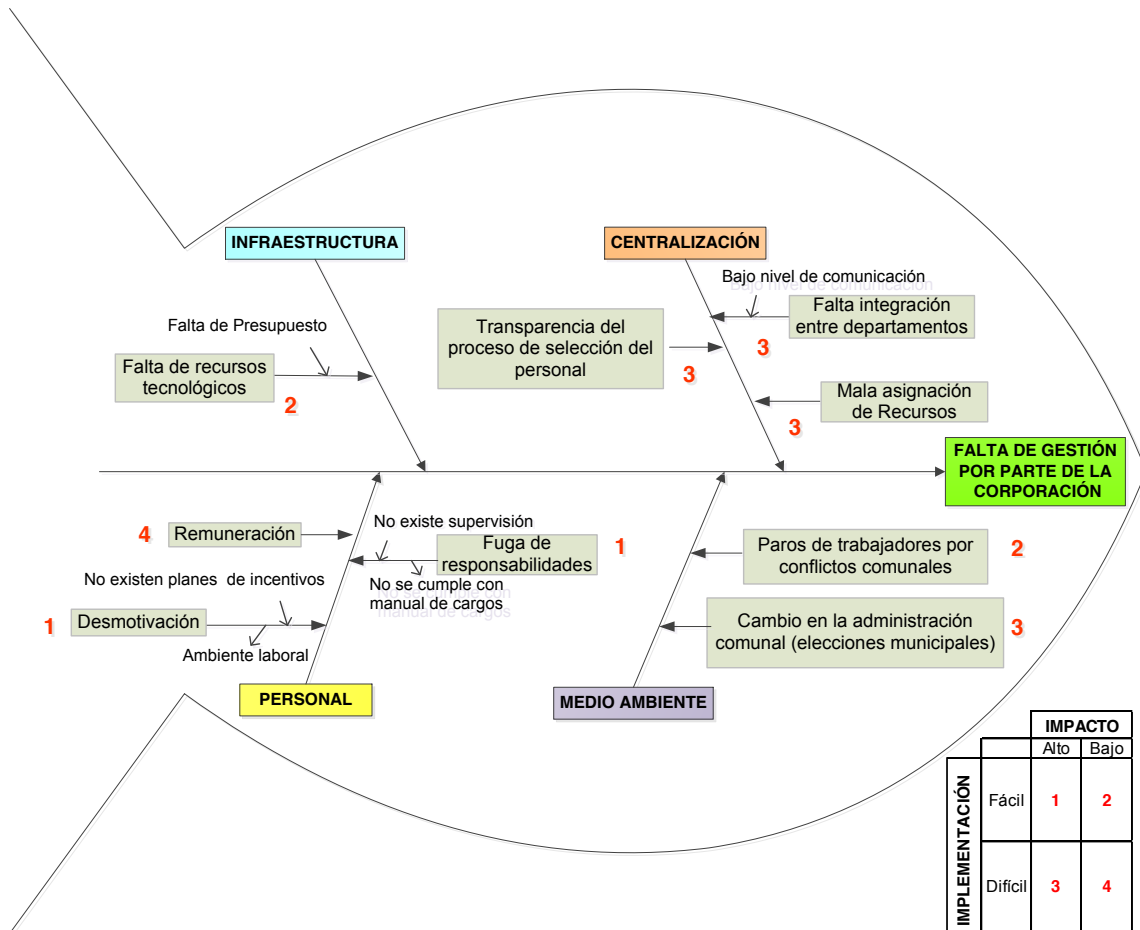 INFRAESTRUCTURA
CENTRALIZACIÓN
Bajo nivel de comunicación
Falta integración
entre departamentos
3
Transparencia del
proceso de selección del
personal
3
Mala asignación
de Recursos
3
Falta de Presupuesto
Falta de recursos
tecnológicos
2
FALTA DE GESTIÓN
POR PARTE DE LA
CORPORACIÓN
4
Remuneración
No existe supervisión
Fuga de
responsabilidades
1
No se cumple con
manual de cargos
No existen planes de incentivos
1
Desmotivación
Ambiente laboral
Paros de trabajadores por
conflictos comunales
2
Cambio en la administración
comunal (elecciones municipales)
3
PERSONAL
MEDIO AMBIENTE
IMPACTO
Alto Bajo
IMPLEMENTACIÓN
Fácil 1 2
Difícil 3 4